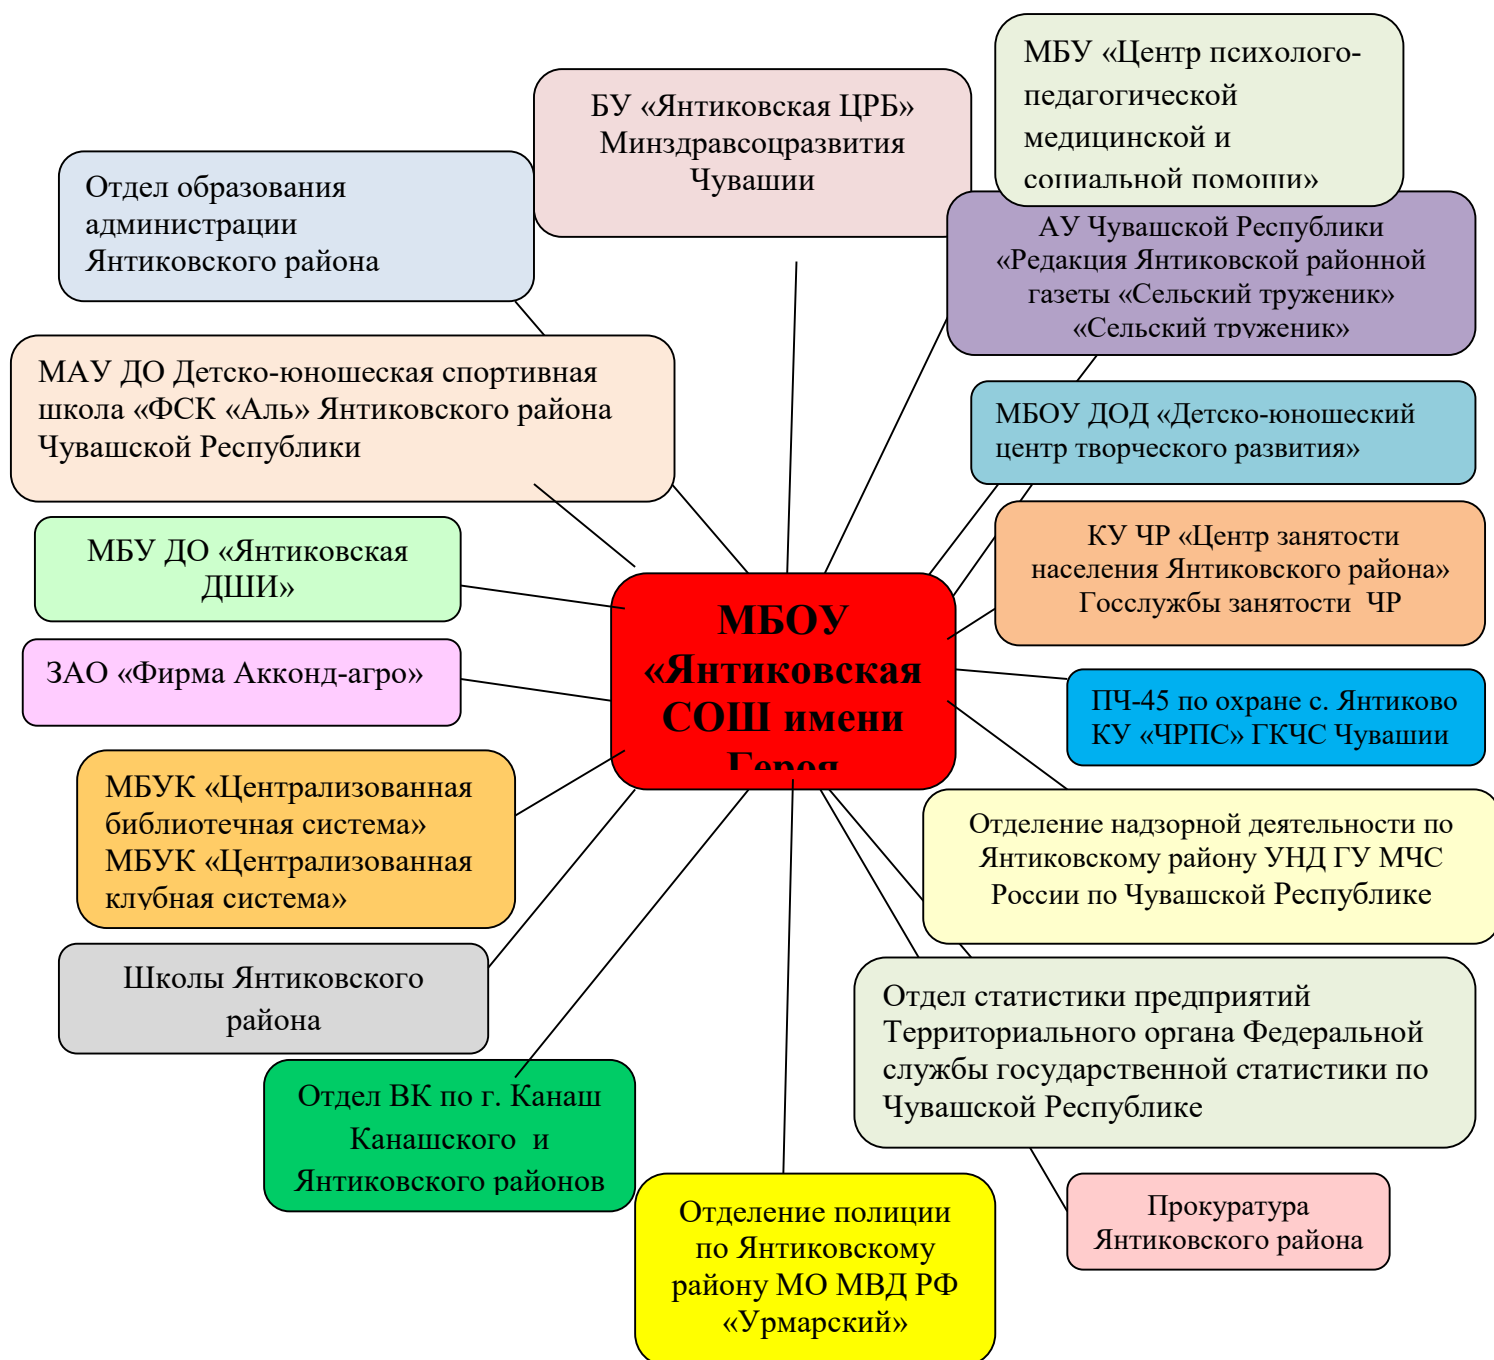 МБУ «Центр психолого-
педагогической
медицинской и
социальной помощи»
БУ «Янтиковская ЦРБ»
Минздравсоцразвития
Чувашии
Отдел образования
администрации
Янтиковского района
АУ Чувашской Республики
«Редакция Янтиковской районной
газеты «Сельский труженик»
«Сельский труженик»
МАУ ДО Детско-юношеская спортивная
школа «ФСК «Аль» Янтиковского района
Чувашской Республики
МБОУ ДОД «Детско-юношеский
центр творческого развития»
МБУ ДО «Янтиковская
ДШИ»
КУ ЧР «Центр занятости
населения Янтиковского района»
Госслужбы занятости ЧР
МБОУ
«Янтиковская
СОШ имени
Героя
ЗАО «Фирма Акконд-агро»
ПЧ-45 по охране с. Янтиково
КУ «ЧРПС» ГКЧС Чувашии
МБУК «Централизованная
библиотечная система»
МБУК «Централизованная
клубная система»
Отделение надзорной деятельности по
Янтиковскому району УНД ГУ МЧС
России по Чувашской Республике
Школы Янтиковского
района
Отдел статистики предприятий
Территориального органа Федеральной
службы государственной статистики по
Чувашской Республике
Отдел ВК по г. Канаш
Канашского и
Янтиковского районов
Отделение полиции
по Янтиковскому
району МО МВД РФ
«Урмарский»
Прокуратура
Янтиковского района